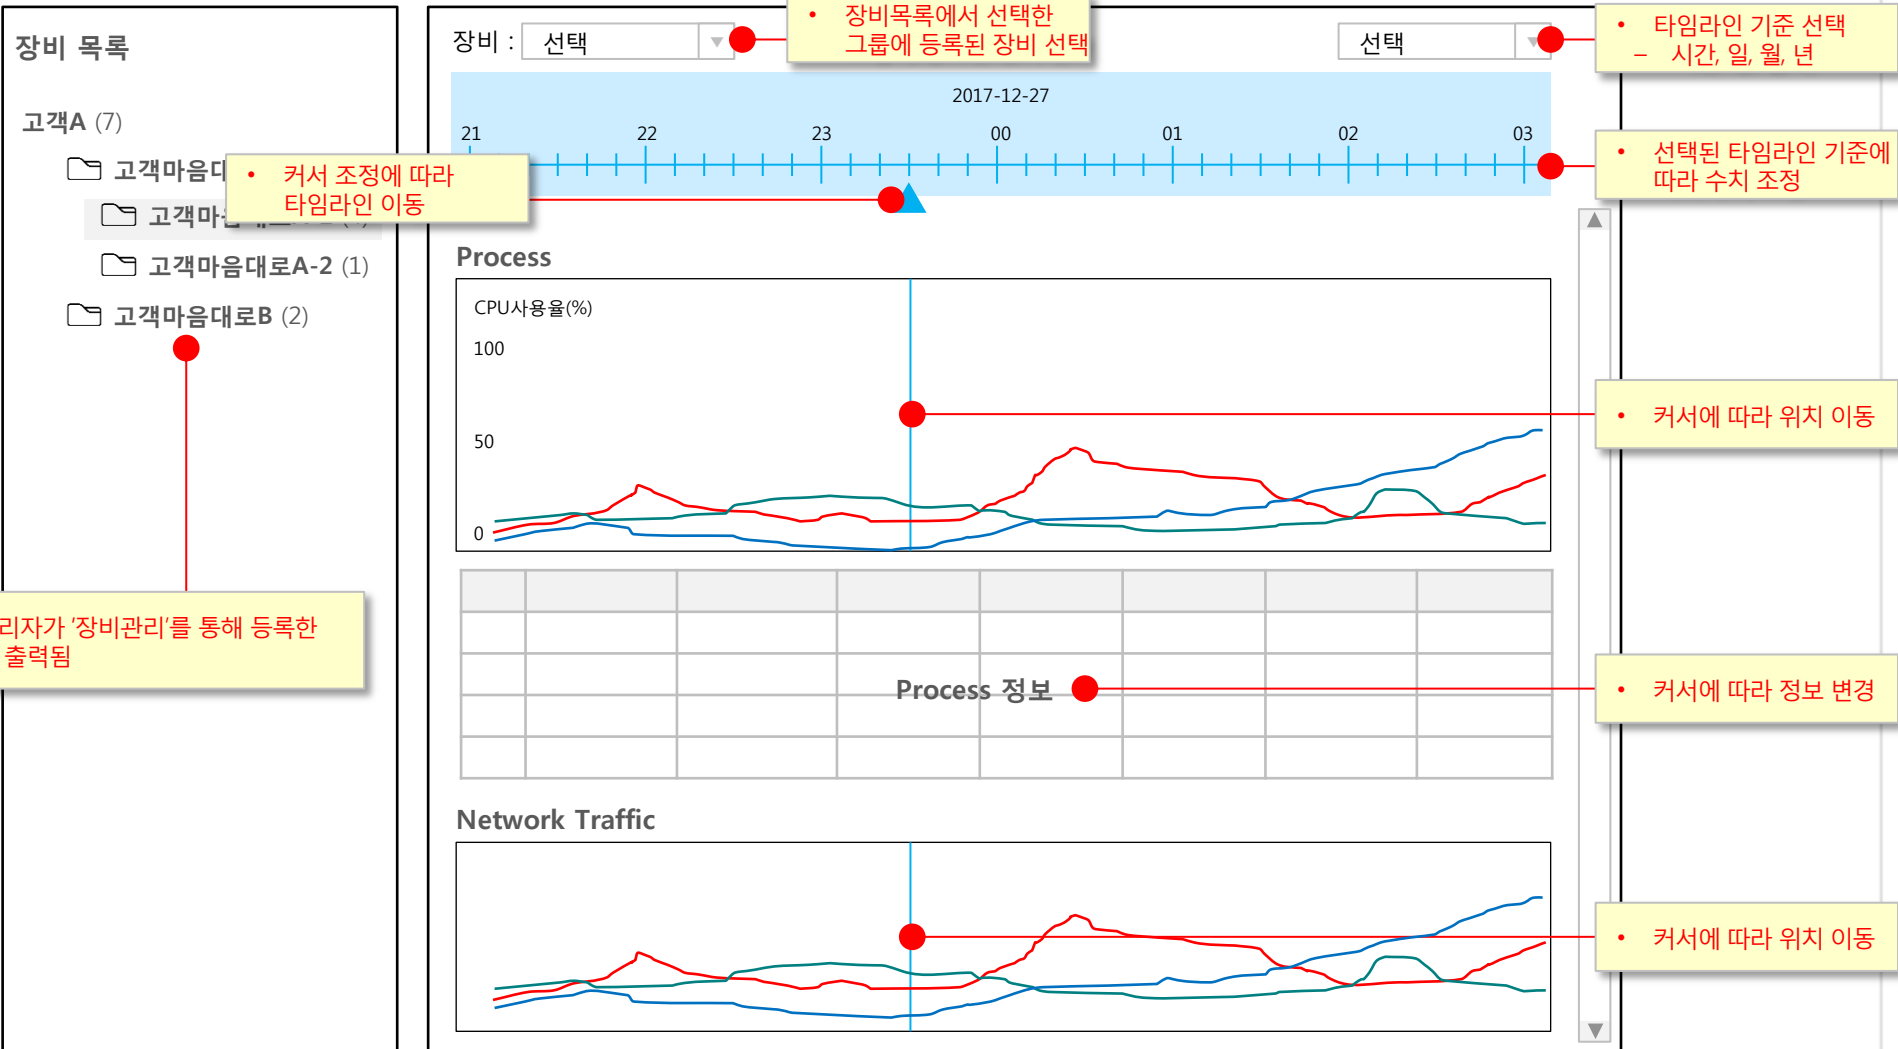 장비 목록
고객A (7)
고객마음대
고객마음대로A-2 (1)
고객마음대로B (2)
리자가 '장비관리'를 통해 등록한
출력됨
• 커서 조정에 따라
타임라인 이동
장비 : 선택
• 장비목록에서 선택한
그룹에 등록된 장비 선택
선택
• 타임라인 기준 선택
– 시간, 일, 월, 년
2017-12-27
21 22 23 00 01 02 03
• 선택된 타임라인 기준에
따라 수치 조정
Process
CPU사용율(%)
100
50
0
• 커서에 따라 위치 이동
Process 정보
• 커서에 따라 정보 변경
Network Traffic
• 커서에 따라 위치 이동